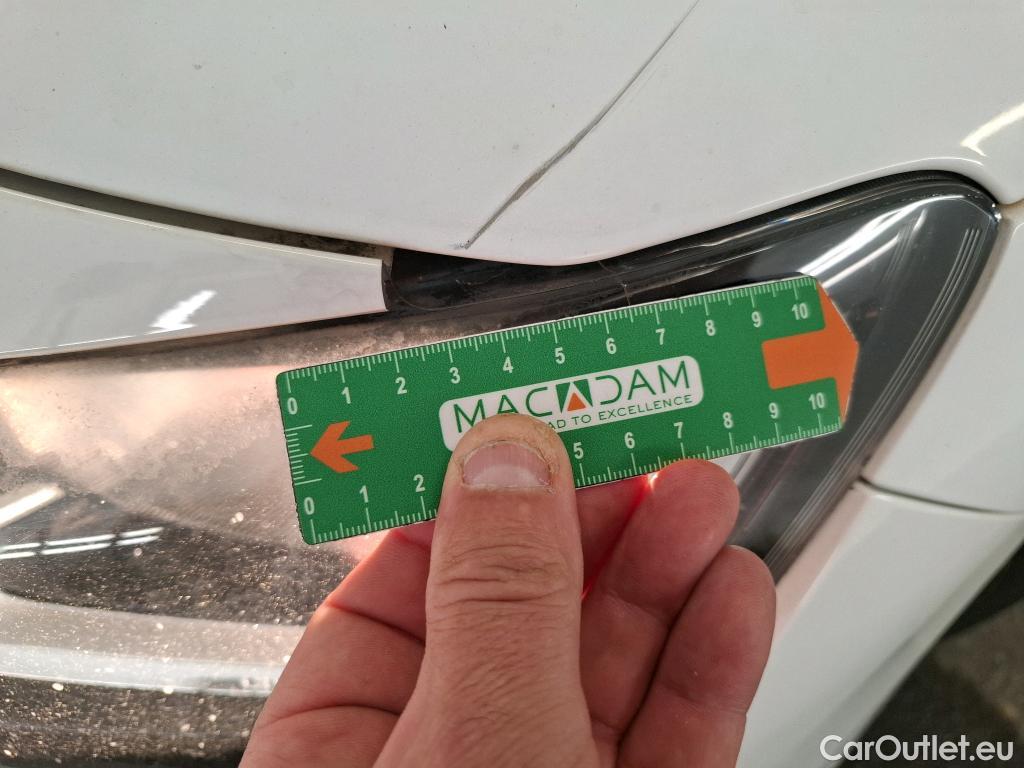 0 1 2 3 4 5 6 7 8 9 10
MACADAM
AD TO EXCELLENCE
0 1 2 5 6 7 8 9 10
CarOutlet.eu